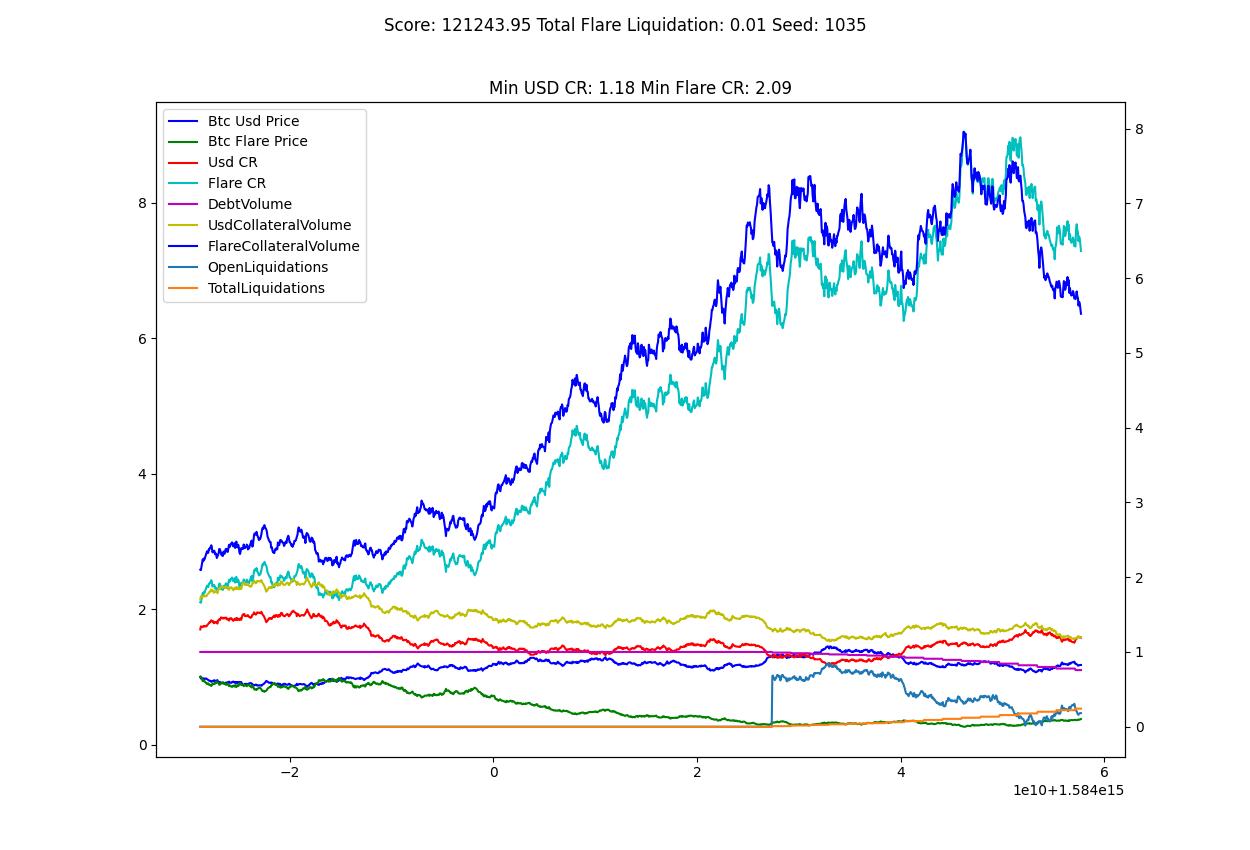 Score: 121243.95 Total Flare Liquidation: 0.01 Seed: 1035
Min USD CR: 1.18 Min Flare CR: 2.09
Btc Usd Price
Btc Flare Price
Usd CR
Flare CR
DebtVolume
UsdCollateralVolume
FlareCollateralVolume
OpenLiquidations
TotalLiquidations
8
6
4
2
0
8
7
6
5
4
3
2
1
0
−2
0
2
4
6
1e10+1.584e15